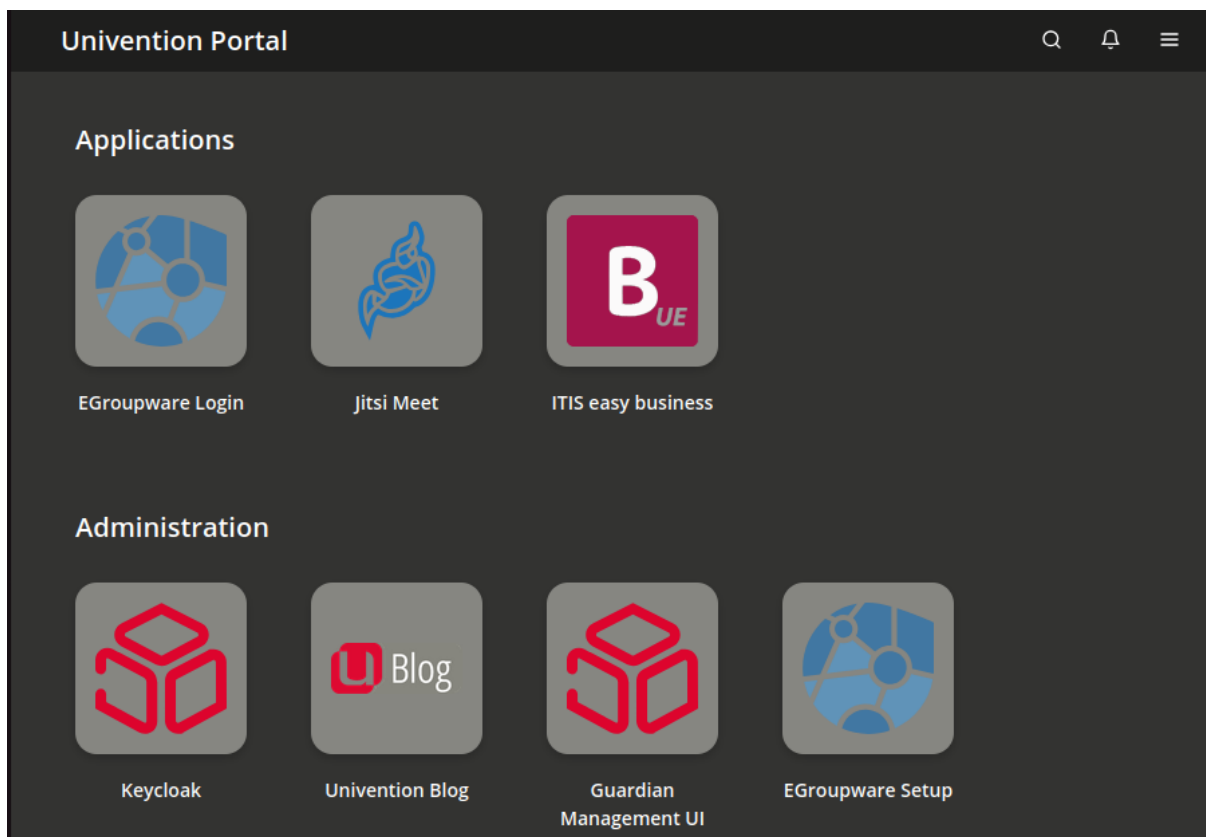 Univention Portal
Applications
B
UE
EGroupware Login
Jitsi Meet
ITIS easy business
Administration
u Blog
Keycloak
Univention Blog
Guardian
Management UI
EGroupware Setup